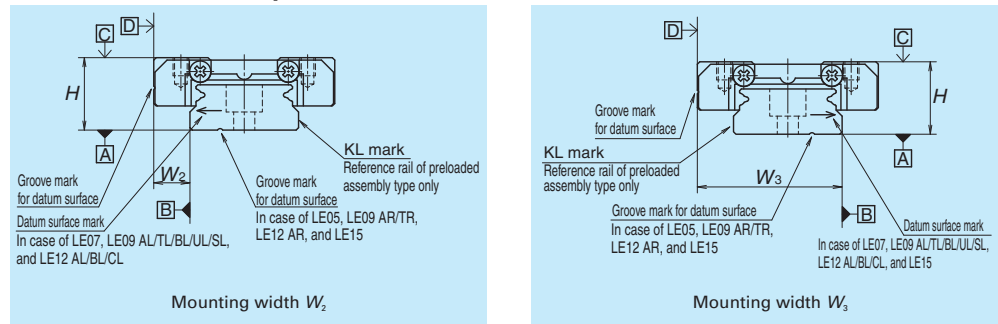 D
C
H
A
KL mark
Reference rail of preloaded
assembly type only
W2
Groove mark
for datum surface
Groove mark
for datum surface
B
Datum surface mark
In case of LE05, LE09 AR/TR,
LE12 AR, and LE15
In case of LE07, LE09 AL/TL/BL/UL/SL,
and LE12 AL/BL/CL
Mounting width W₂
D
C
H
Groove mark
for datum surface
A
KL mark
Reference rail of preloaded
assembly type only
W3
Groove mark for datum surface
In case of LE05, LE09 AR/TR,
LE12 AR, and LE15
B
Datum surface mark
In case of LE07, LE09 AL/TL/BL/UL/SL,
LE12 AL/BL/CL, and LE15
Mounting width W₃